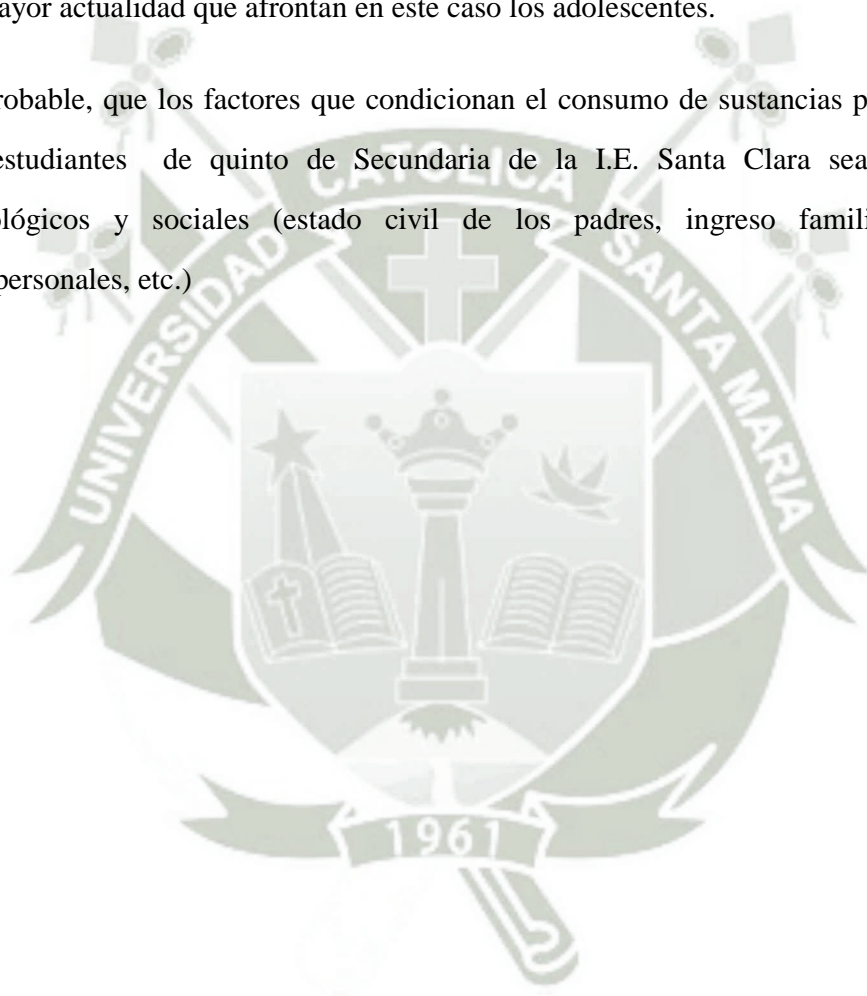 ayor actualidad que afrontan en este caso los adolescentes.
robable, que los factores que condicionan el consumo de sustancias p
estudiantes de quinto de Secundaria de la I.E. Santa Clara sea
ológicos y sociales (estado civil de los padres, ingreso famili
personales, etc.)
UNIVERSIDAD CATOLICA SANTA MARIA
1961